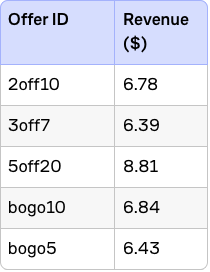 Offer ID Revenue
($)
2off10 6.78
3off7 6.39
5off20 8.81
bogo10 6.84
bogo5 6.43